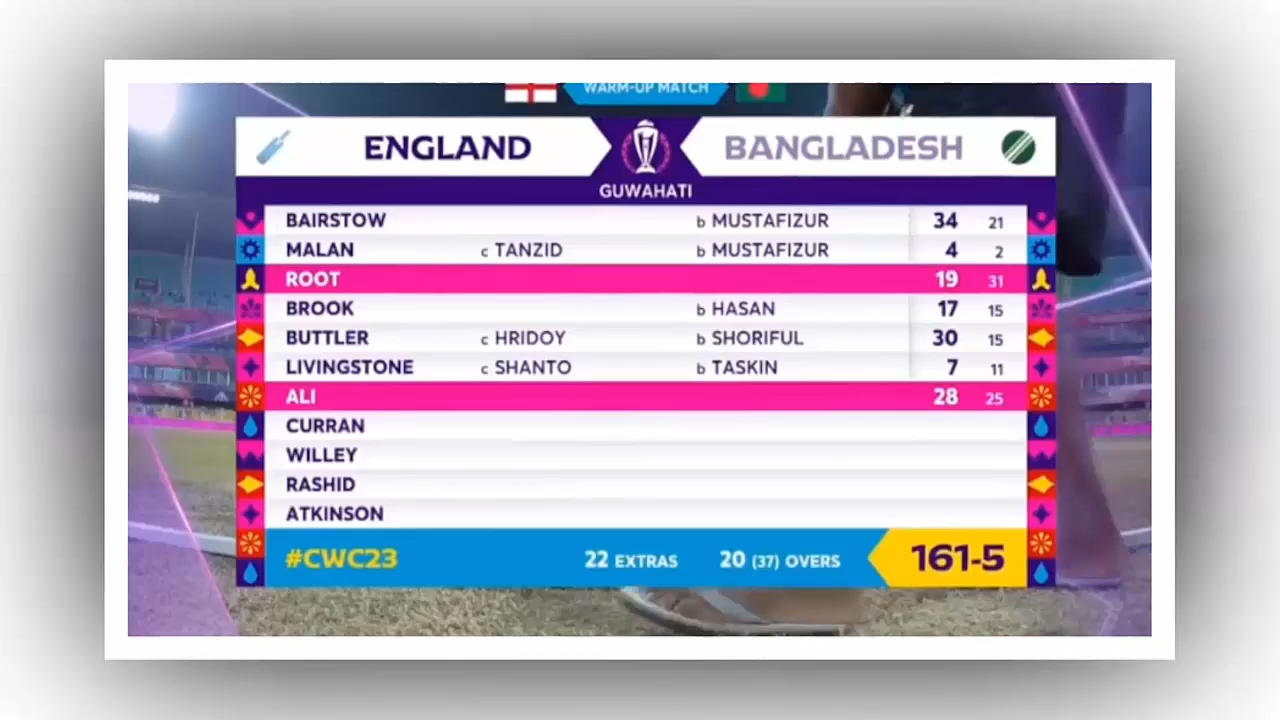 WARM-UP MATCH
ENGLAND BANGLADESH
GUWAHATI
BAIRSTOW b MUSTAFIZUR 34 21
MALAN c TANZID b MUSTAFIZUR 4 2
ROOT 19 31
BROOK b HASAN 17 15
BUTTLER c HRIDOY b SHORIFUL 30 15
LIVINGSTONE c SHANTO b TASKIN 7 11
ALI 28 25
CURRAN
WILLEY
RASHID
ATKINSON
#CWC23 22 EXTRAS 20 (37) OVERS 161-5